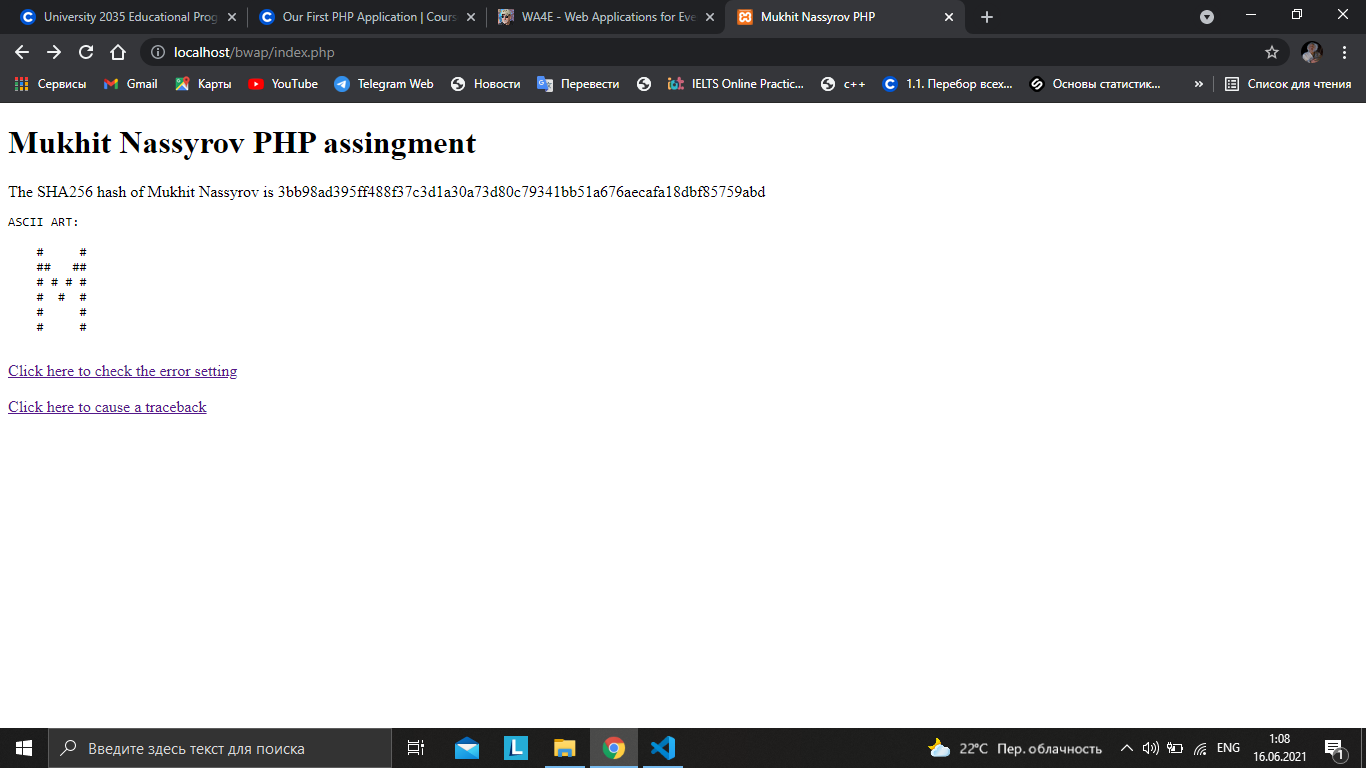 University 2035 Educational Prog
Our First PHP Application | Cours
WA4E - Web Applications for Eve
Mukhit Nassyrov PHP
localhost/bwap/index.php
Сервисы
Gmail
Карты
YouTube
Telegram Web
Новости
Перевести
IELTS Online Practic...
c++
1.1. Перебор всех...
Основы статистик...
»
Список для чтения
Mukhit Nassyrov PHP assingment
The SHA256 hash of Mukhit Nassyrov is 3bb98ad395ff488f37c3d1a30a73d80c79341bb51a676aecafa18dbf85759abd
ASCII ART:
#     #
##   ##
# # # #
#  #  #
#     #
#     #
Click here to check the error setting
Click here to cause a traceback
Введите здесь текст для поиска
22°C Пер. облачность
ENG
1:08
16.06.2021
1